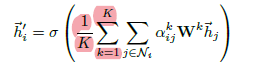 $\vec{h}_i' = \sigma \left( \frac{1}{K} \sum_{k=1}^{K} \sum_{j \in \mathcal{N}_i} \alpha_{ij}^k \mathbf{W}^k \vec{h}_j \right)$